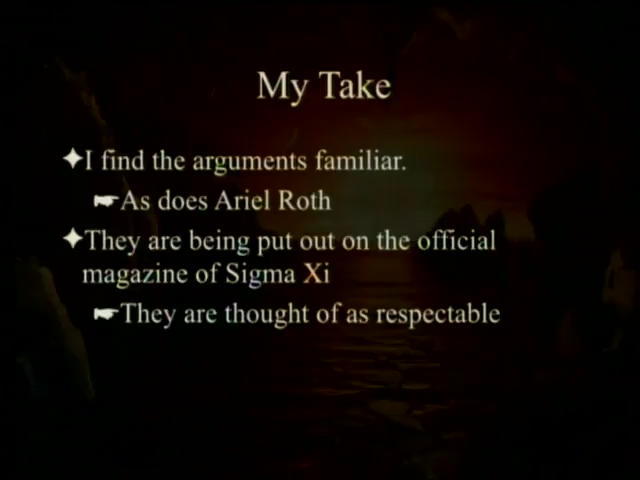 My Take
✦I find the arguments familiar.
☛As does Ariel Roth
✦They are being put out on the official
magazine of Sigma Xi
☛They are thought of as respectable